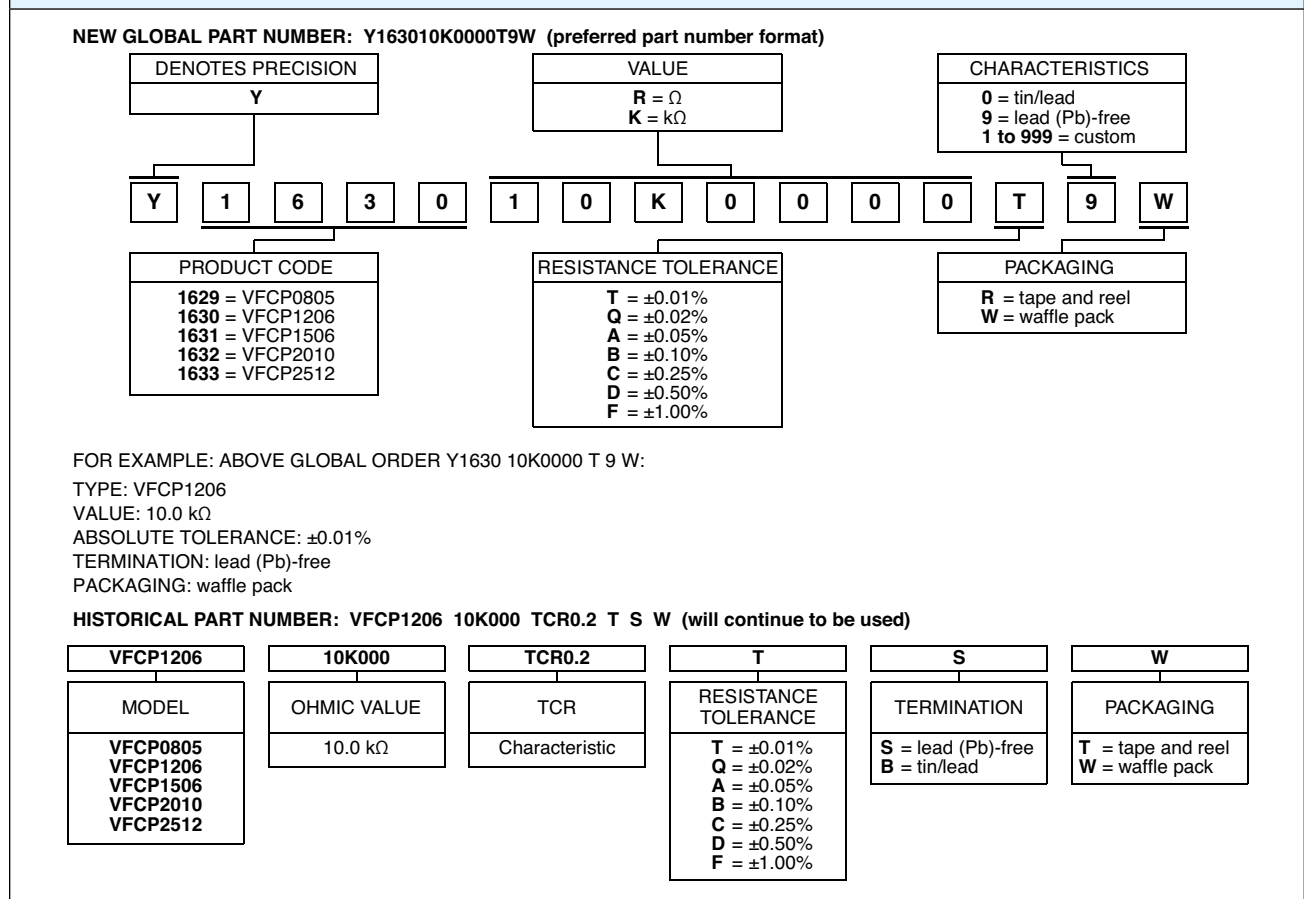 NEW GLOBAL PART NUMBER: Y163010K0000T9W (preferred part number format)
DENOTES PRECISION
Y
VALUE
R = Ω
K = kΩ
CHARACTERISTICS
0 = tin/lead
9 = lead (Pb)-free
1 to 999 = custom
Y 1 6 3 0 1 0 K 0 0 0 0 T 9 W
PRODUCT CODE
1629 = VFCP0805
1630 = VFCP1206
1631 = VFCP1506
1632 = VFCP2010
1633 = VFCP2512
RESISTANCE TOLERANCE
T = ±0.01%
Q = ±0.02%
A = ±0.05%
B = ±0.10%
C = ±0.25%
D = ±0.50%
F = ±1.00%
PACKAGING
R = tape and reel
W = waffle pack
FOR EXAMPLE: ABOVE GLOBAL ORDER Y1630 10K0000 T 9 W:
TYPE: VFCP1206
VALUE: 10.0 kΩ
ABSOLUTE TOLERANCE: ±0.01%
TERMINATION: lead (Pb)-free
PACKAGING: waffle pack
HISTORICAL PART NUMBER: VFCP1206 10K000 TCR0.2 T S W (will continue to be used)
VFCP1206
MODEL
VFCP0805
VFCP1206
VFCP1506
VFCP2010
VFCP2512
10K000
OHMIC VALUE
10.0 kΩ
TCR0.2
TCR
Characteristic
T
RESISTANCE
TOLERANCE
T = ±0.01%
Q = ±0.02%
A = ±0.05%
B = ±0.10%
C = ±0.25%
D = ±0.50%
F = ±1.00%
S
TERMINATION
S = lead (Pb)-free
B = tin/lead
W
PACKAGING
T = tape and reel
W = waffle pack